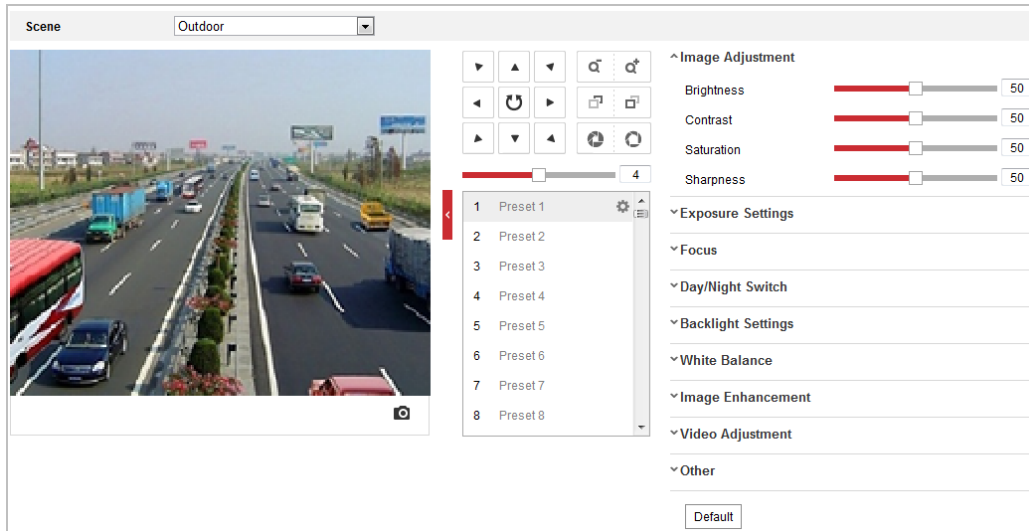 Scene Outdoor
Image Adjustment
Brightness 50
Contrast 50
Saturation 50
Sharpness 50
4
1 Preset 1
2 Preset 2
3 Preset 3
4 Preset 4
5 Preset 5
6 Preset 6
7 Preset 7
8 Preset 8
Exposure Settings
Focus
Day/Night Switch
Backlight Settings
White Balance
Image Enhancement
Video Adjustment
Other
Default